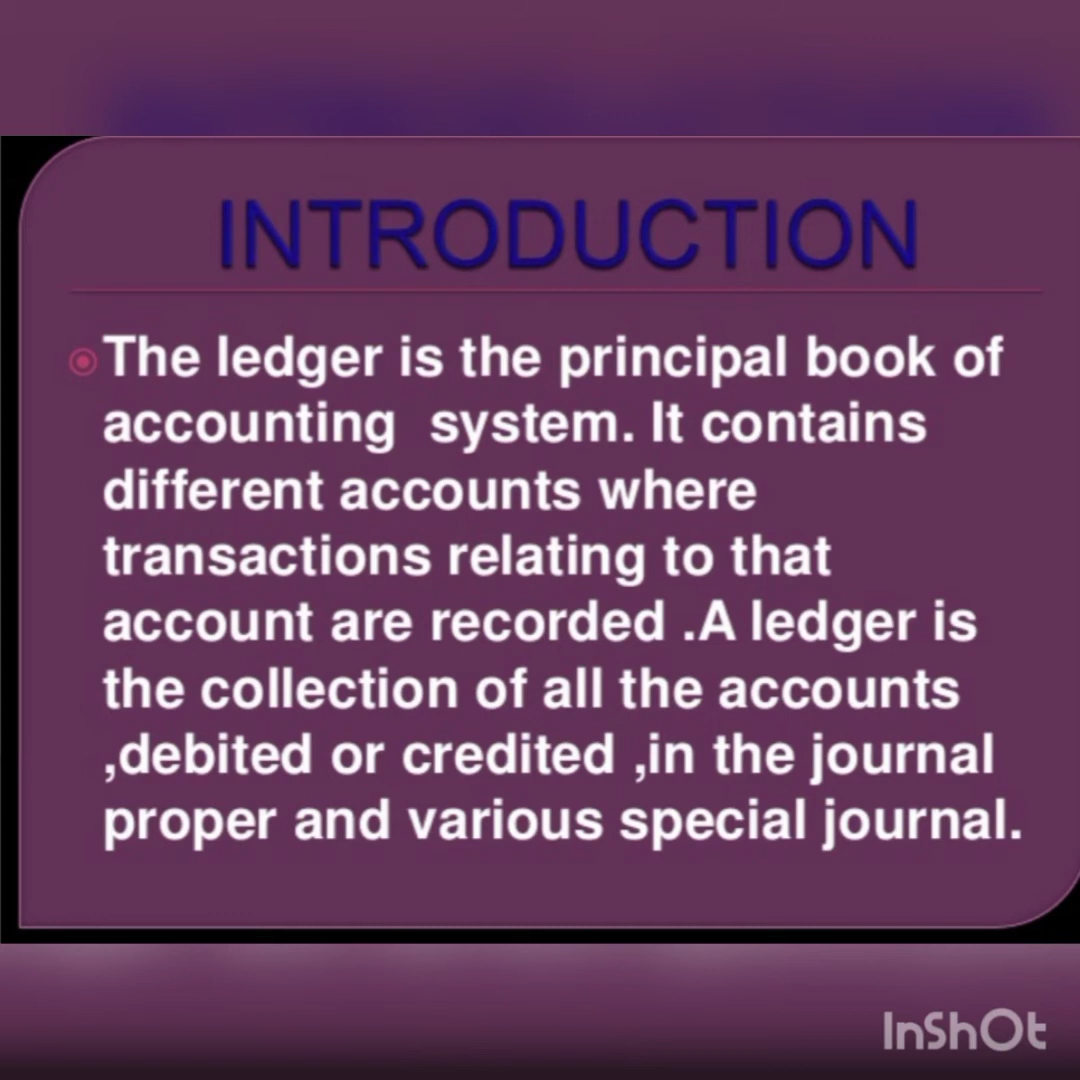 INTRODUCTION
The ledger is the principal book of
accounting  system. It contains
different accounts where
transactions relating to that
account are recorded .A ledger is
the collection of all the accounts
,debited or credited ,in the journal
proper and various special journal.
InShOt